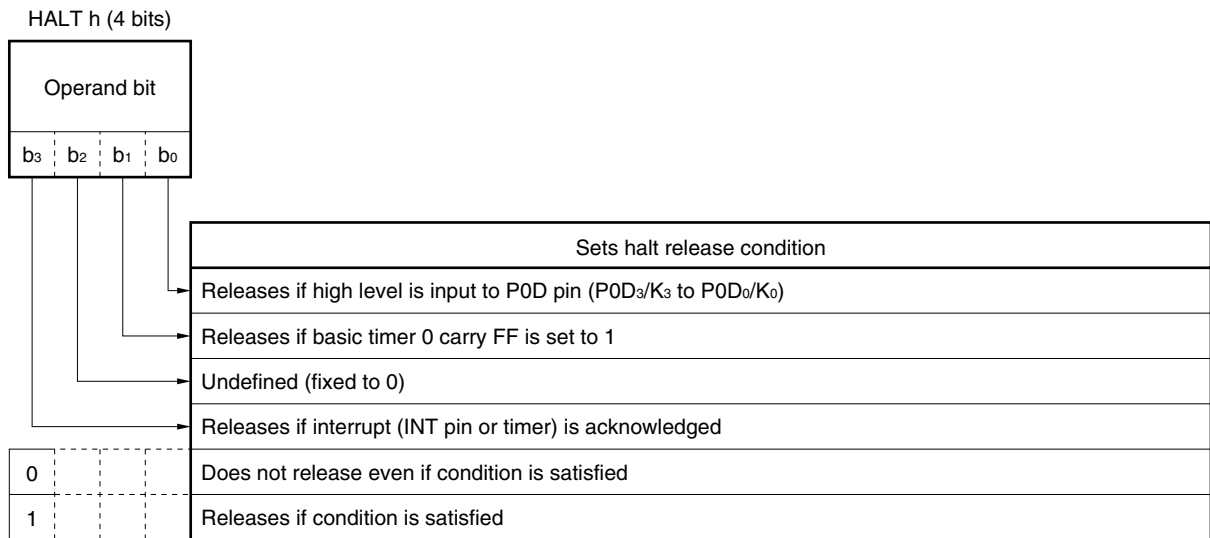 HALT h (4 bits)
Operand bit
b3 b2 b1 b0
Sets halt release condition
Releases if high level is input to P0D pin (P0D3/K3 to P0D0/K0)
Releases if basic timer 0 carry FF is set to 1
Undefined (fixed to 0)
Releases if interrupt (INT pin or timer) is acknowledged
0 Does not release even if condition is satisfied
1 Releases if condition is satisfied